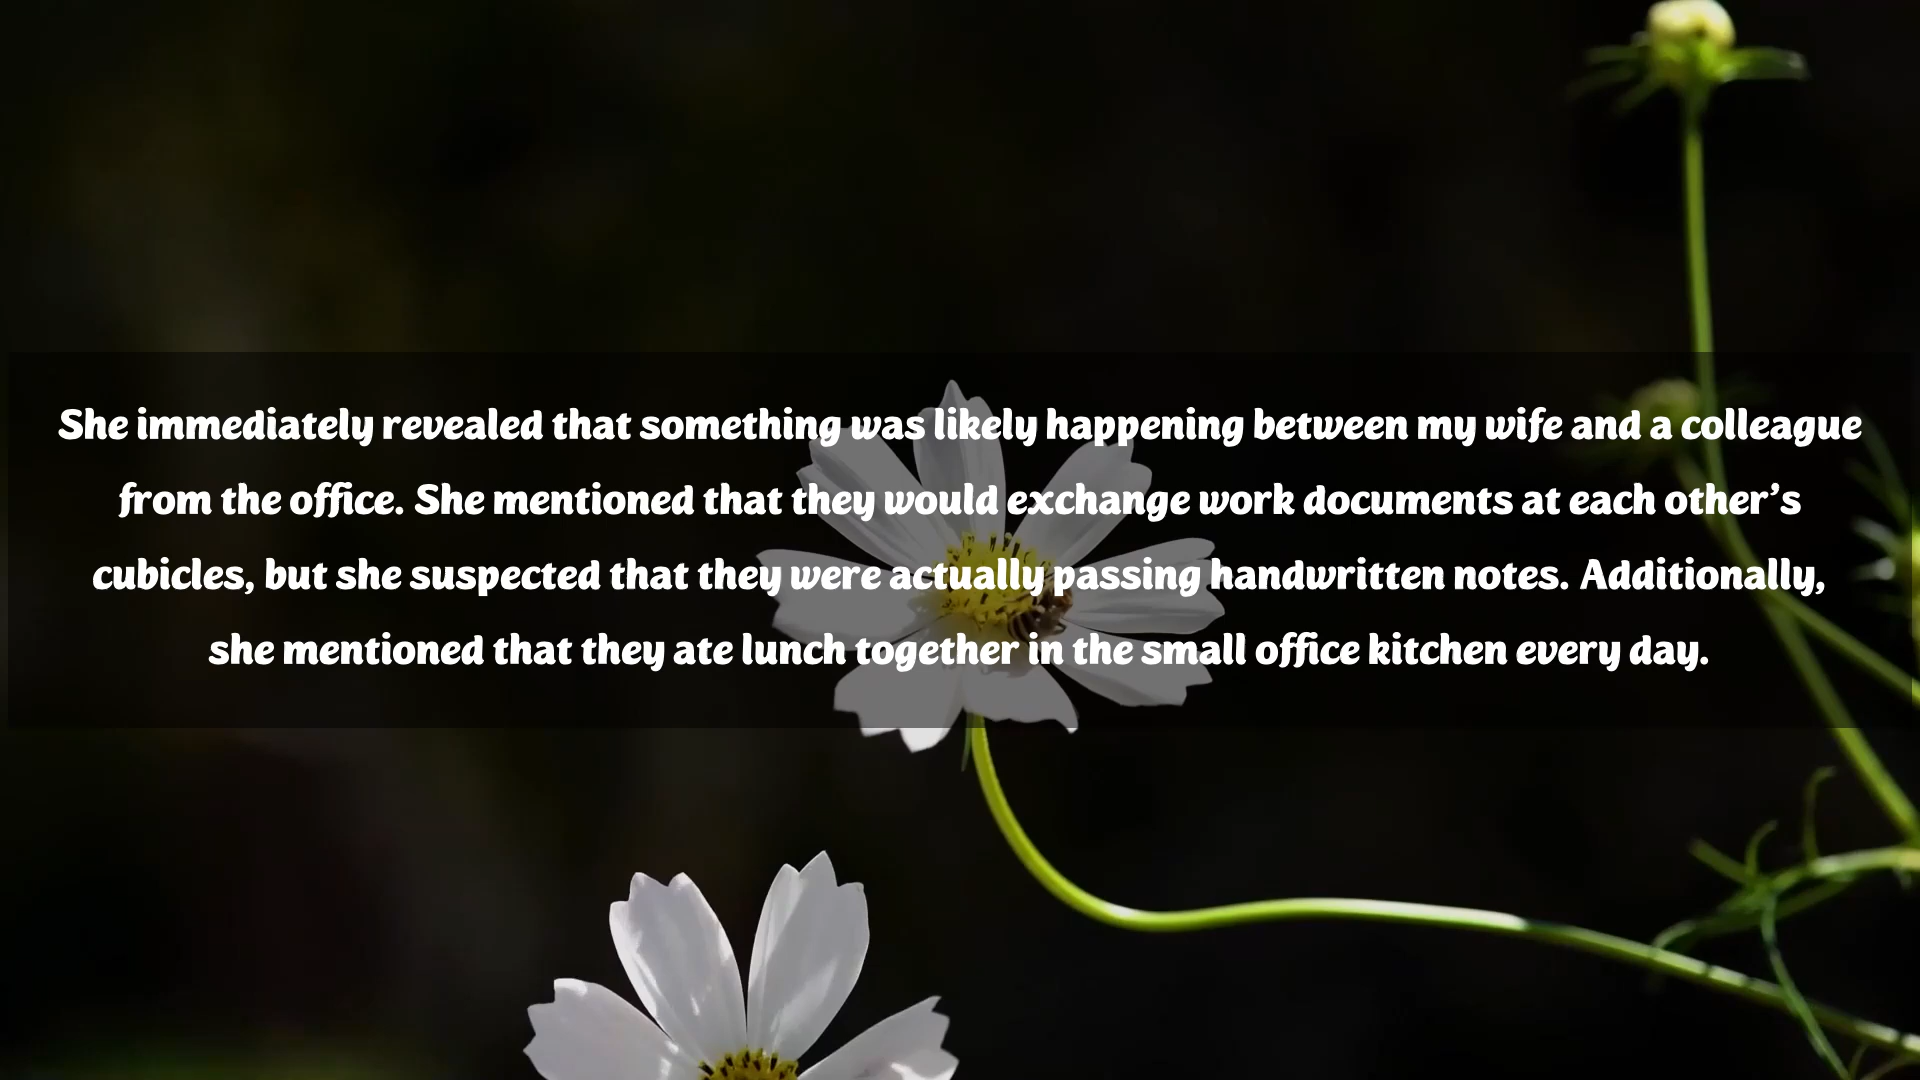 She immediately revealed that something was likely happening between my wife and a colleague
from the office. She mentioned that they would exchange work documents at each other’s
cubicles, but she suspected that they were actually passing handwritten notes. Additionally,
she mentioned that they ate lunch together in the small office kitchen every day.